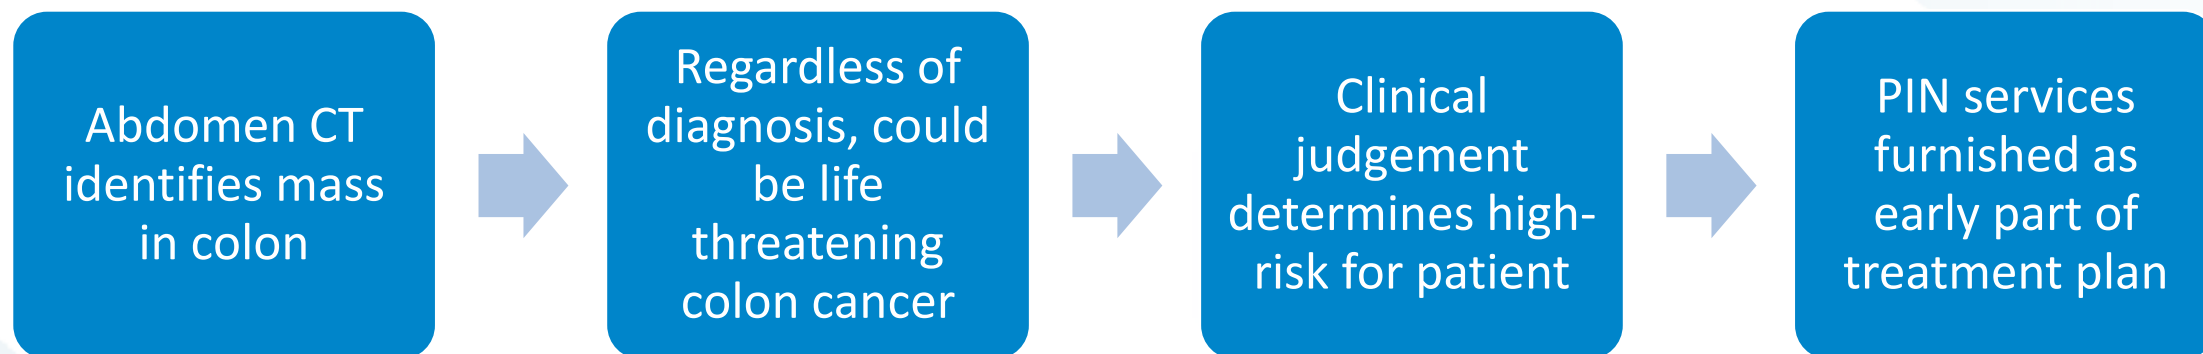 Abdomen CT
identifies mass
in colon
Regardless of
diagnosis, could
be life
threatening
colon cancer
Clinical
judgement
determines high-
risk for patient
PIN services
furnished as
early part of
treatment plan